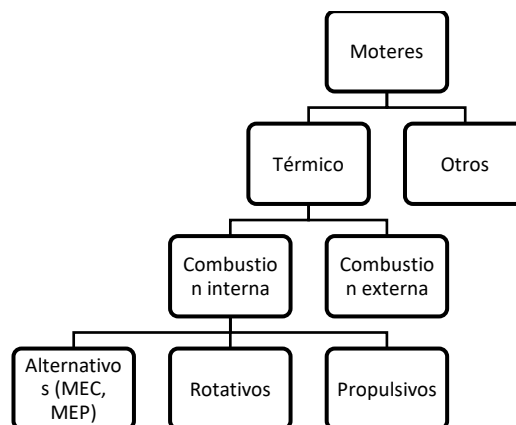 Moteres
Térmico
Otros
Combustio
n interna
Combustio
n externa
Alternativo
s (MEC,
MEP)
Rotativos
Propulsivos